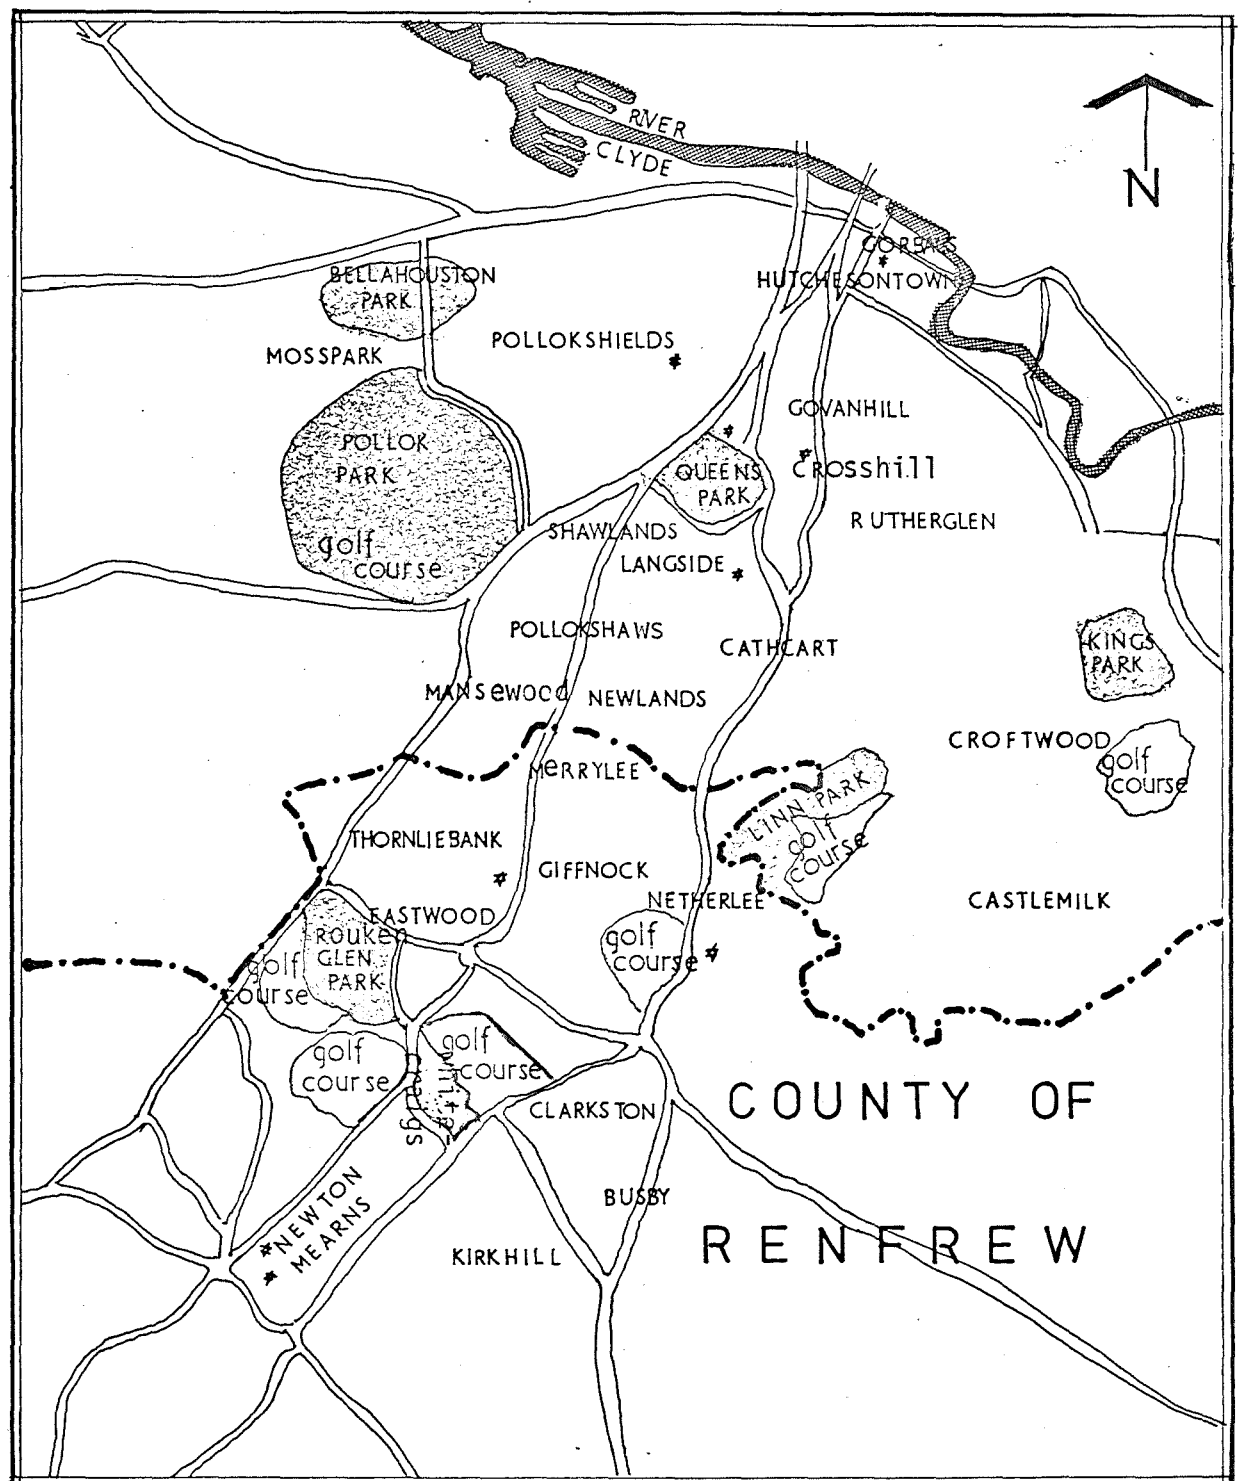 RIVER
CLYDE
N
GORBALS
HUTCHESONTOWN
BELLAHOUSTON
PARK
POLLOKSHIELDS
MOSSPARK
GOVANHILL
POLLOK
PARK
golf
course
QUEENS
PARK
CROSShill
RUTHERGLEN
SHAWLANDS
LANGSIDE
POLLOKSHAWS
CATHCART
KINGS
PARK
MANSewood
NEWLANDS
CROFTWOOD
golf
course
MeRRYLEE
LINN PARK
golf
course
THORNLIEBANK
GIFFNOCK
NETHERLEE
CASTLEMILK
EASTWOOD
ROUKEN
GLEN
PARK
golf
course
golf
course
golf
course
golf
course
CLARKSTON
COUNTY OF
RENFREW
NEWTON
MEARNS
BUSBY
KIRKHILL